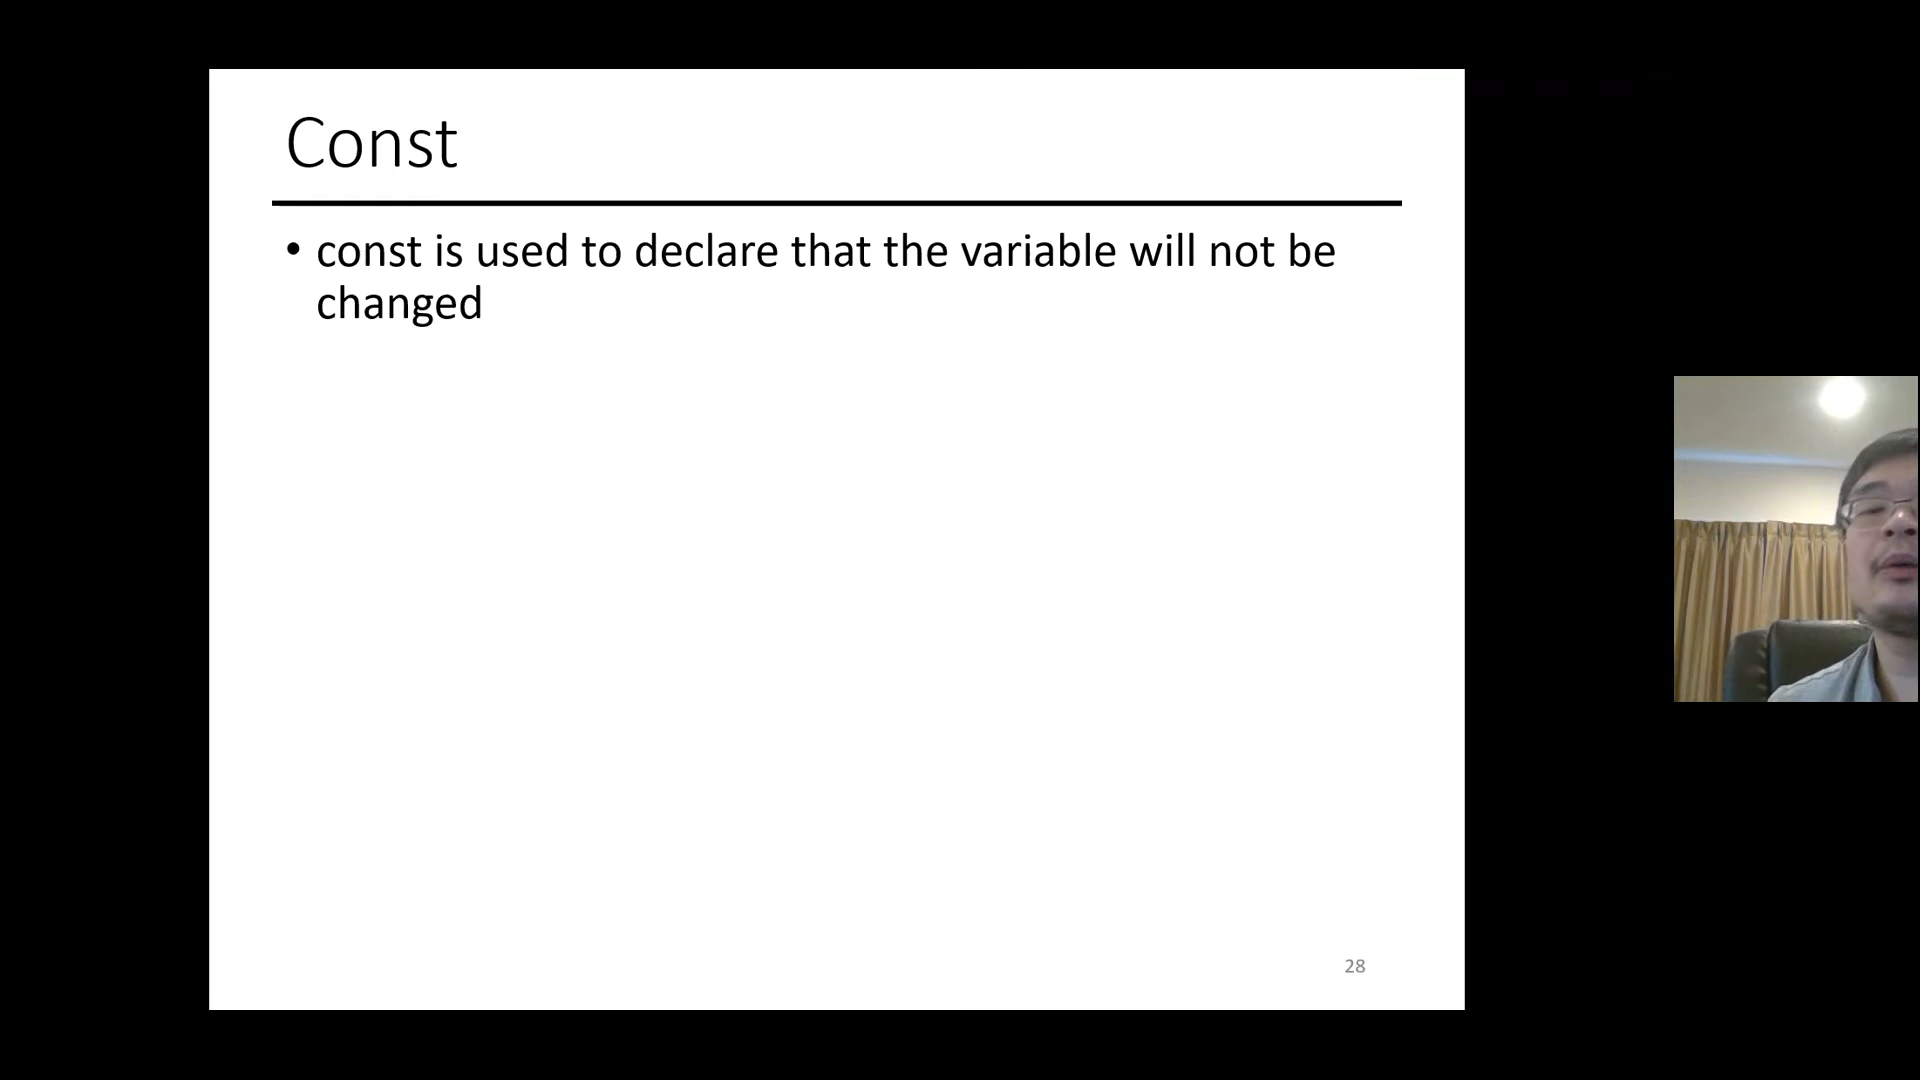 Const
• const is used to declare that the variable will not be
changed
28